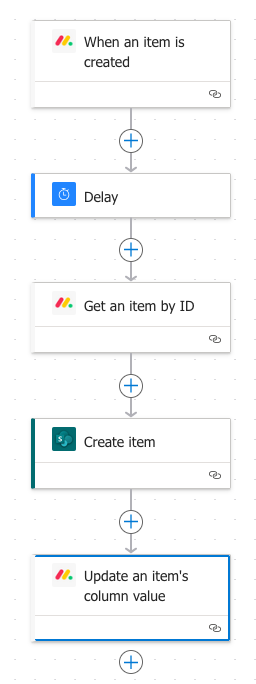 When an item is
created
Delay
Get an item by ID
Create item
Update an item's
column value